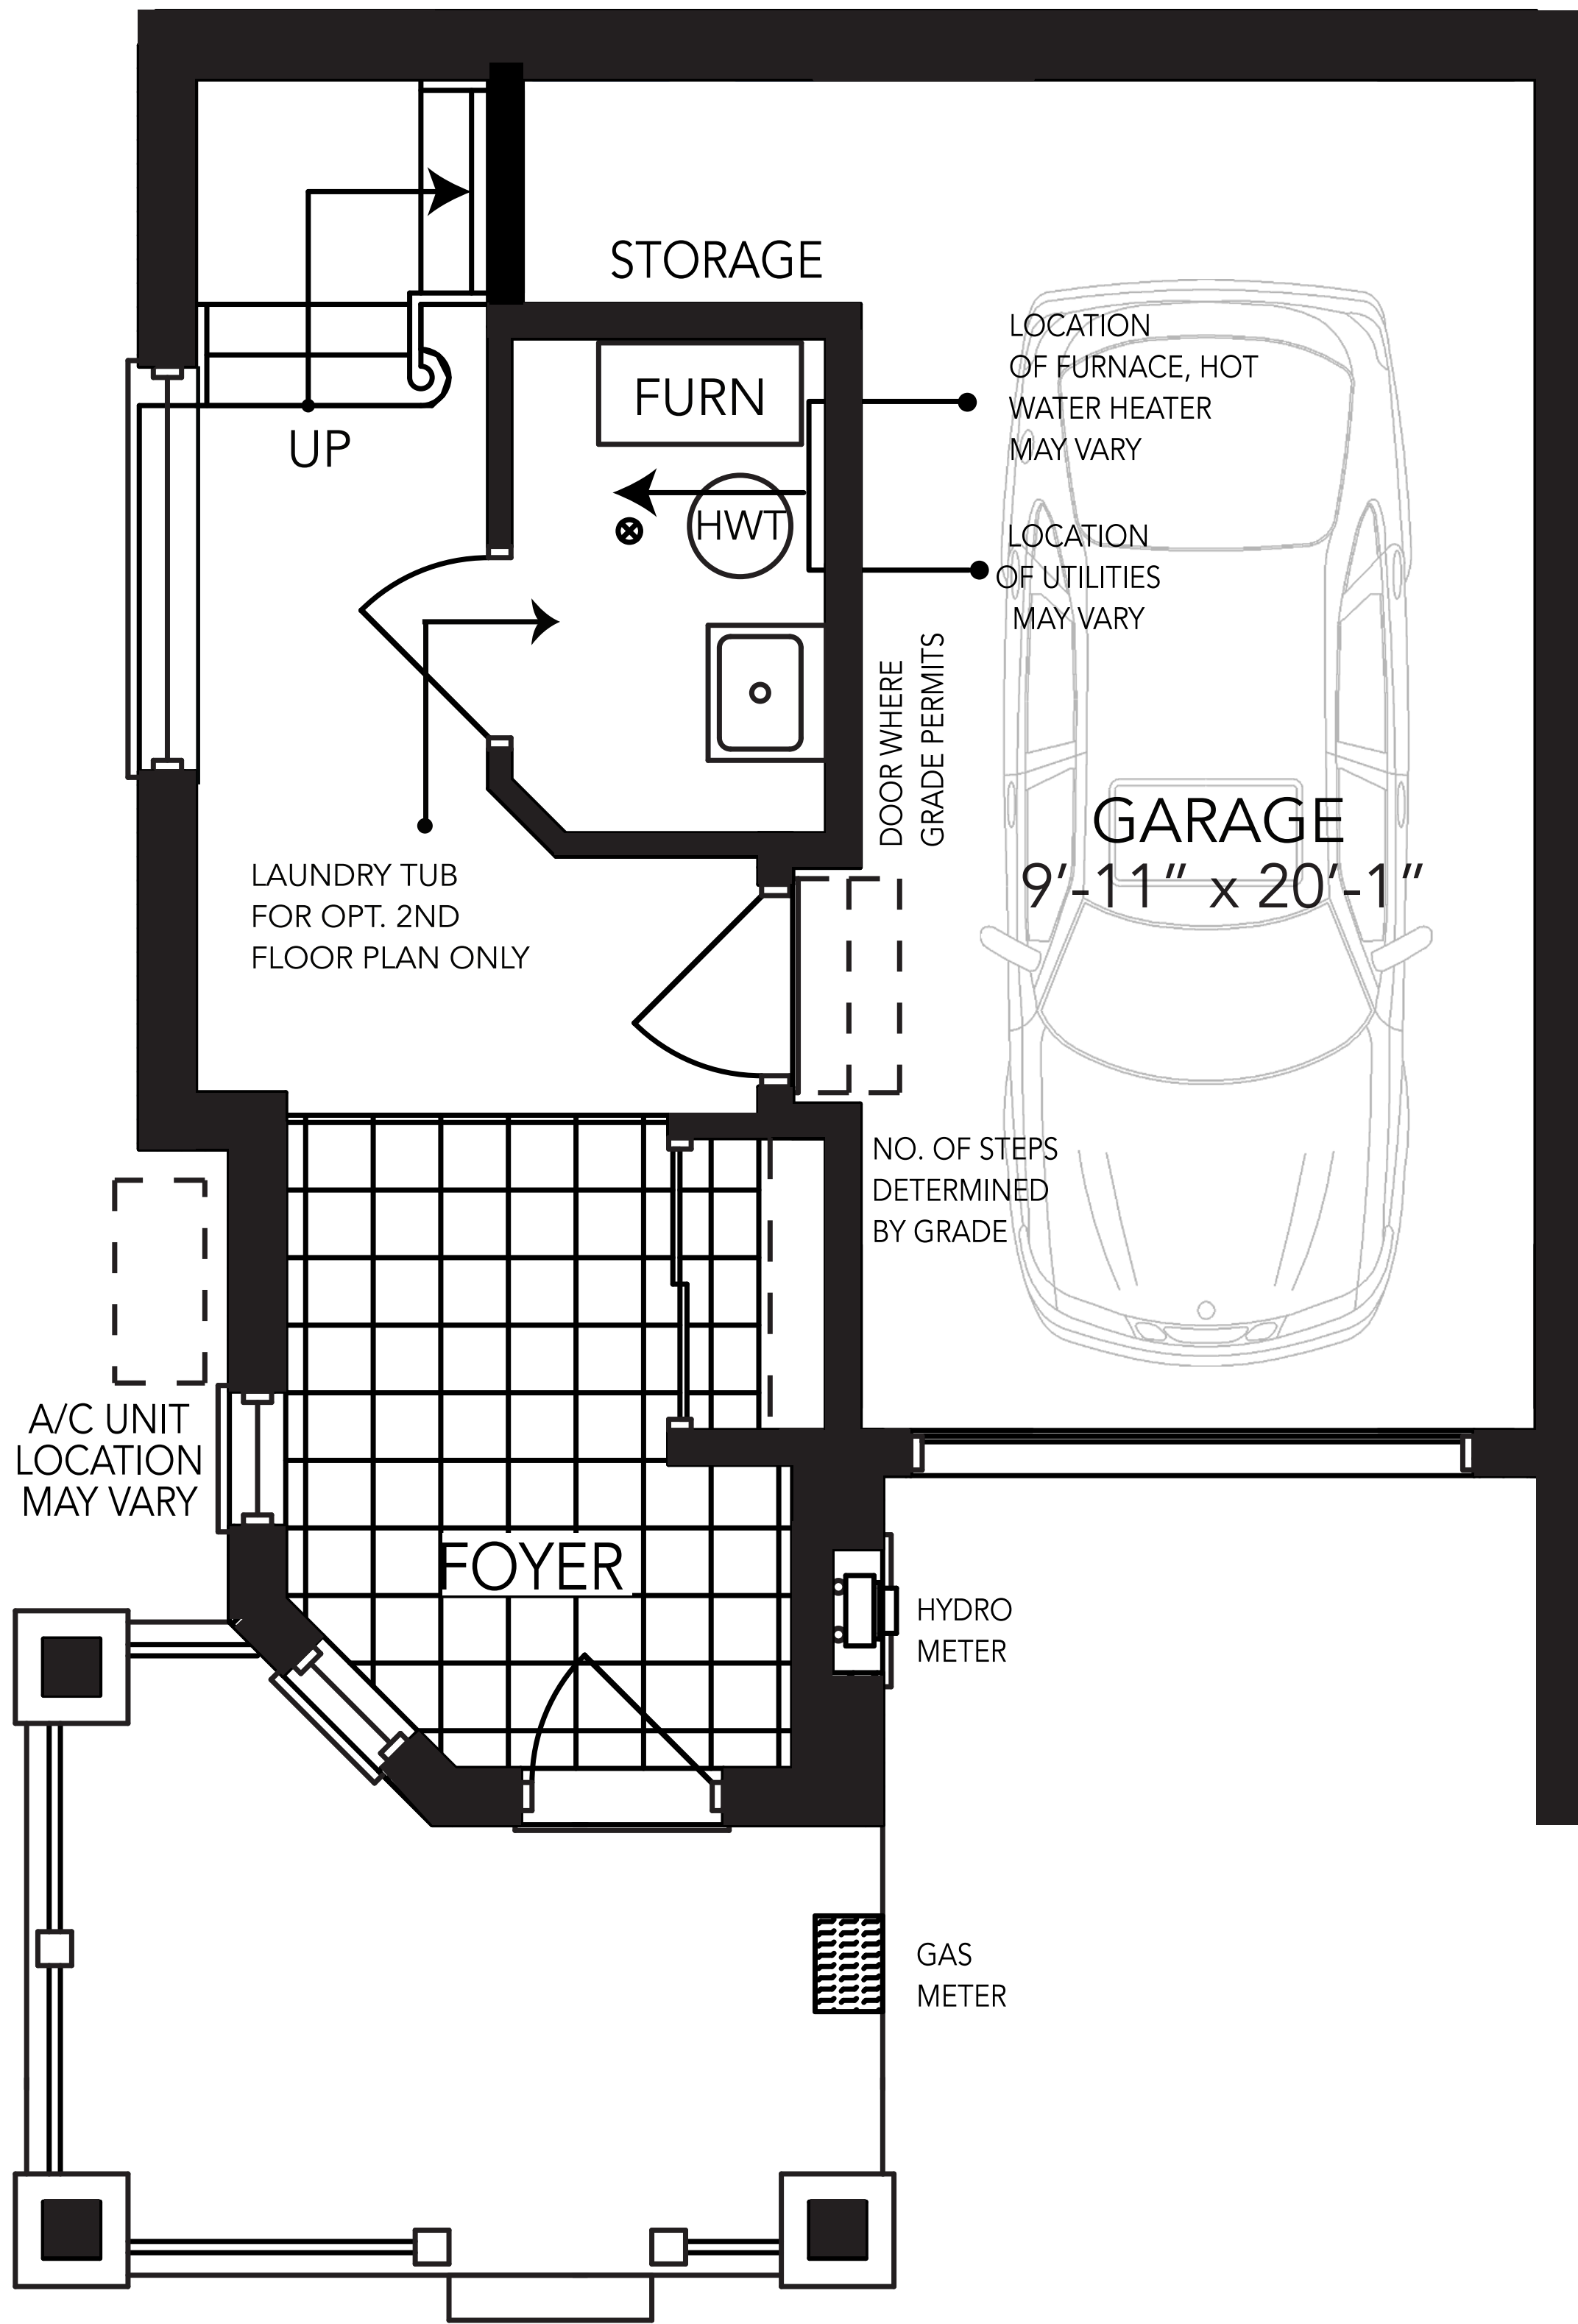 STORAGE
LOCATION
OF FURNACE, HOT
WATER HEATER
MAY VARY
FURN
UP
HWT
LOCATION
OF UTILITIES
MAY VARY
DOOR WHERE
GRADE PERMITS
GARAGE
9'-11" x 20'-1"
LAUNDRY TUB
FOR OPT. 2ND
FLOOR PLAN ONLY
NO. OF STEPS
DETERMINED
BY GRADE
A/C UNIT
LOCATION
MAY VARY
FOYER
HYDRO
METER
GAS
METER